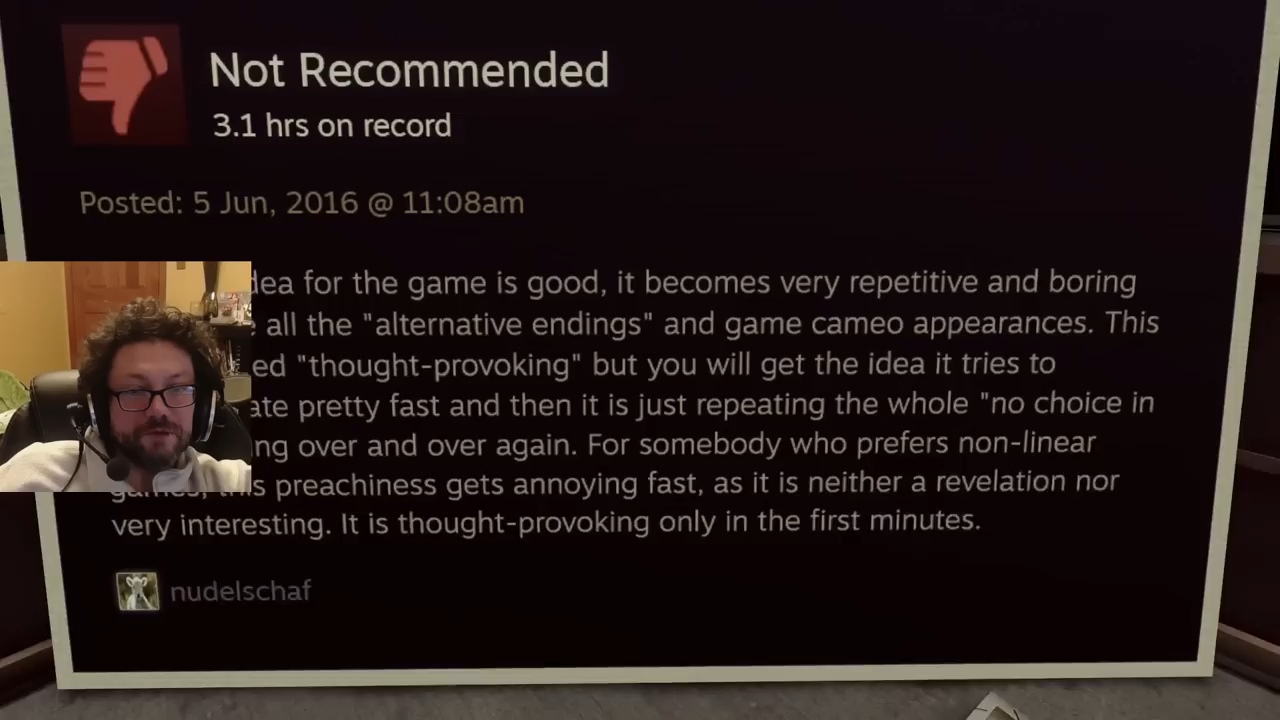 Not Recommended
3.1 hrs on record
Posted: 5 Jun, 2016 @ 11:08am
for the game is good, it becomes very repetitive and boring
all the "alternative endings" and game cameo appearances. This
"thought-provoking" but you will get the idea it tries to
pretty fast and then it is just repeating the whole "no choice in
over and over again. For somebody who prefers non-linear
preachiness gets annoying fast, as it is neither a revelation nor
very interesting. It is thought-provoking only in the first minutes.
nudelschaf